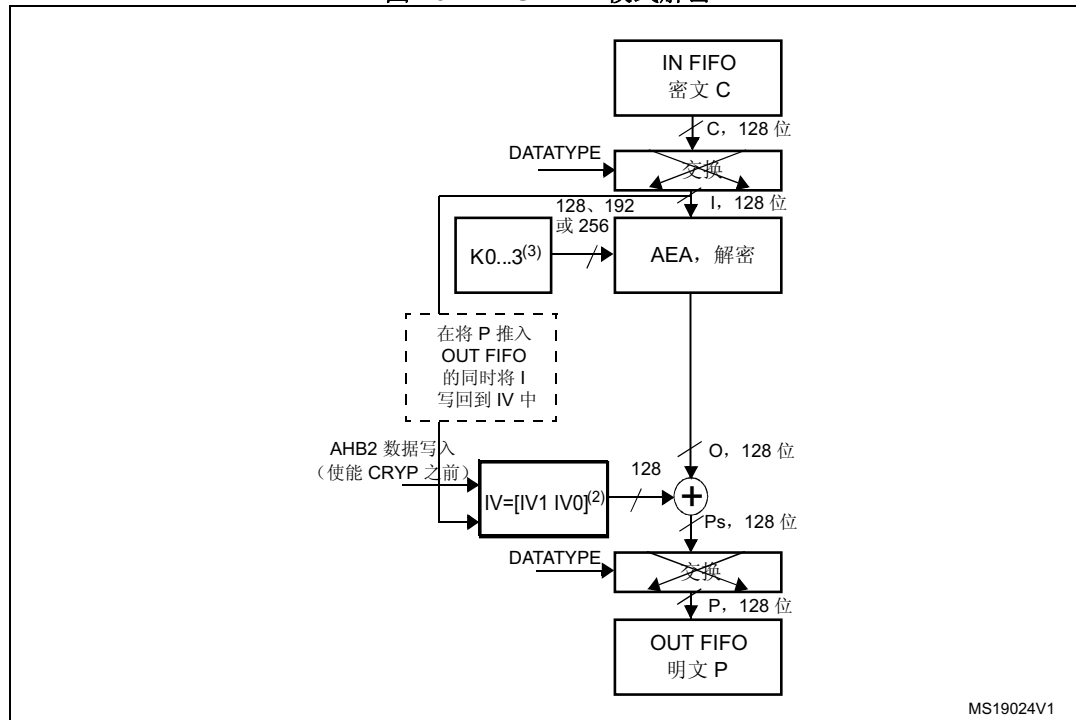 IN FIFO
密文 C
C，128 位
DATATYPE
交换
I，128 位
128、192
或 256
K0...3(3)
AEA，解密
在将 P 推入
OUT FIFO
的同时将 I
写回到 IV 中
AHB2 数据写入
（使能 CRYP 之前）
IV=[IV1 IV0](2)
128
O，128 位
+
Ps，128 位
DATATYPE
交换
P，128 位
OUT FIFO
明文 P
MS19024V1